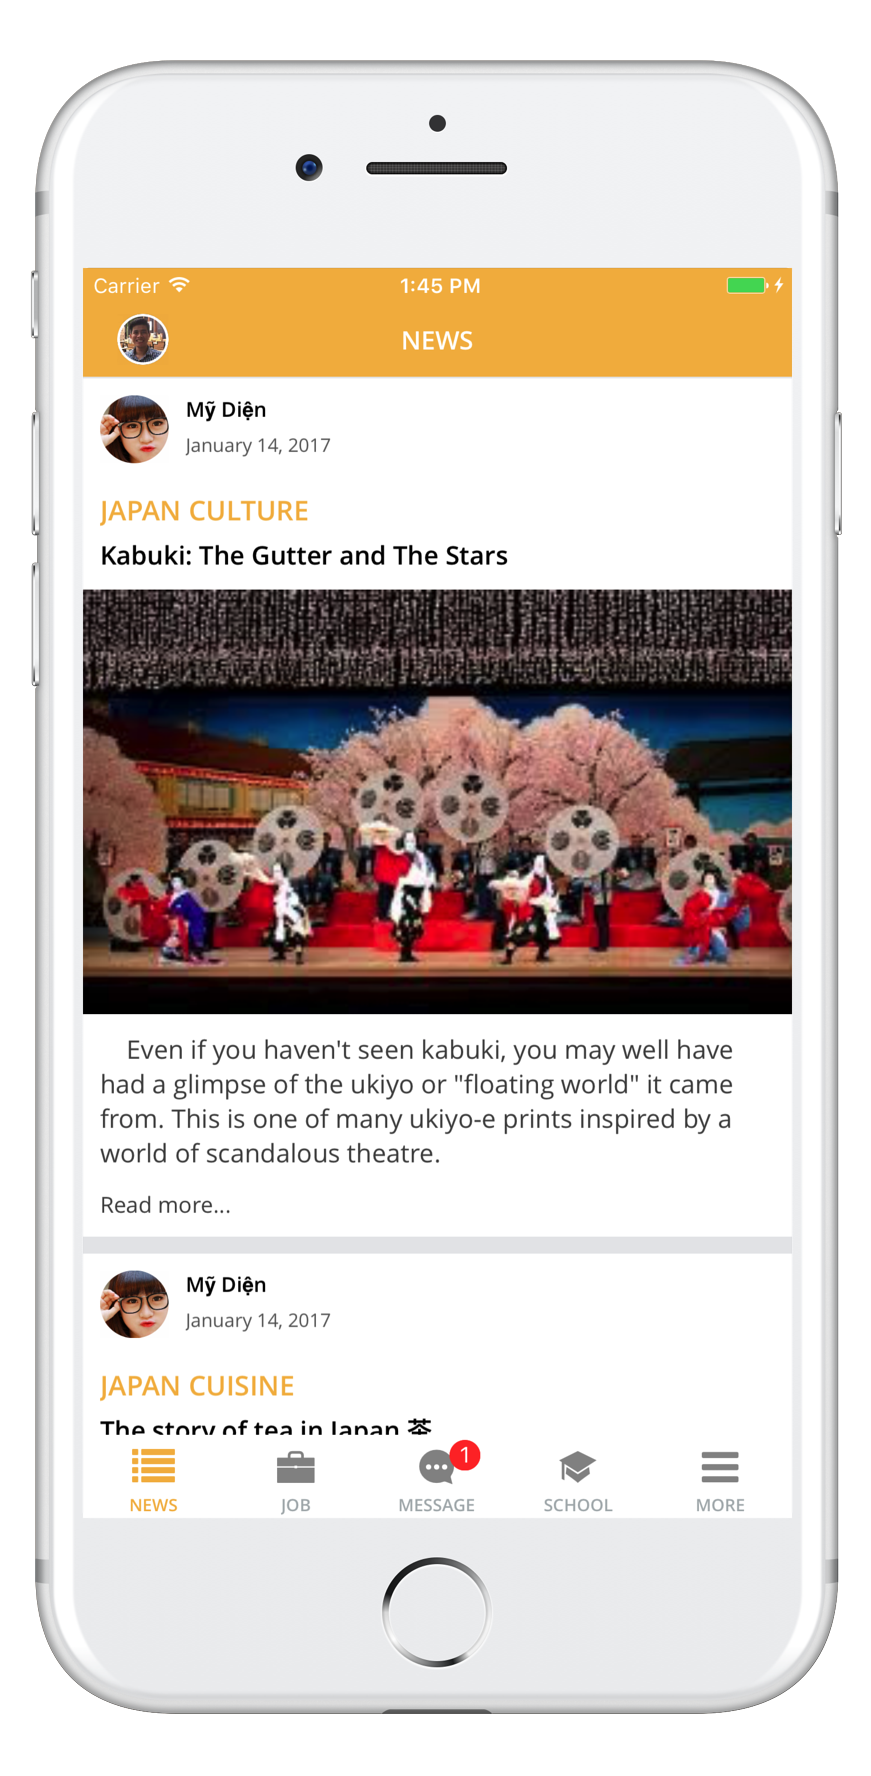 Carrier 1:45 PM
NEWS
Mỹ Diện
January 14, 2017
JAPAN CULTURE
Kabuki: The Gutter and The Stars
Even if you haven't seen kabuki, you may well have
had a glimpse of the ukiyo or "floating world" it came
from. This is one of many ukiyo-e prints inspired by a
world of scandalous theatre.
Read more...
Mỹ Diện
January 14, 2017
JAPAN CUISINE
The story of tea in Japan 茶
1
NEWS JOB MESSAGE SCHOOL MORE